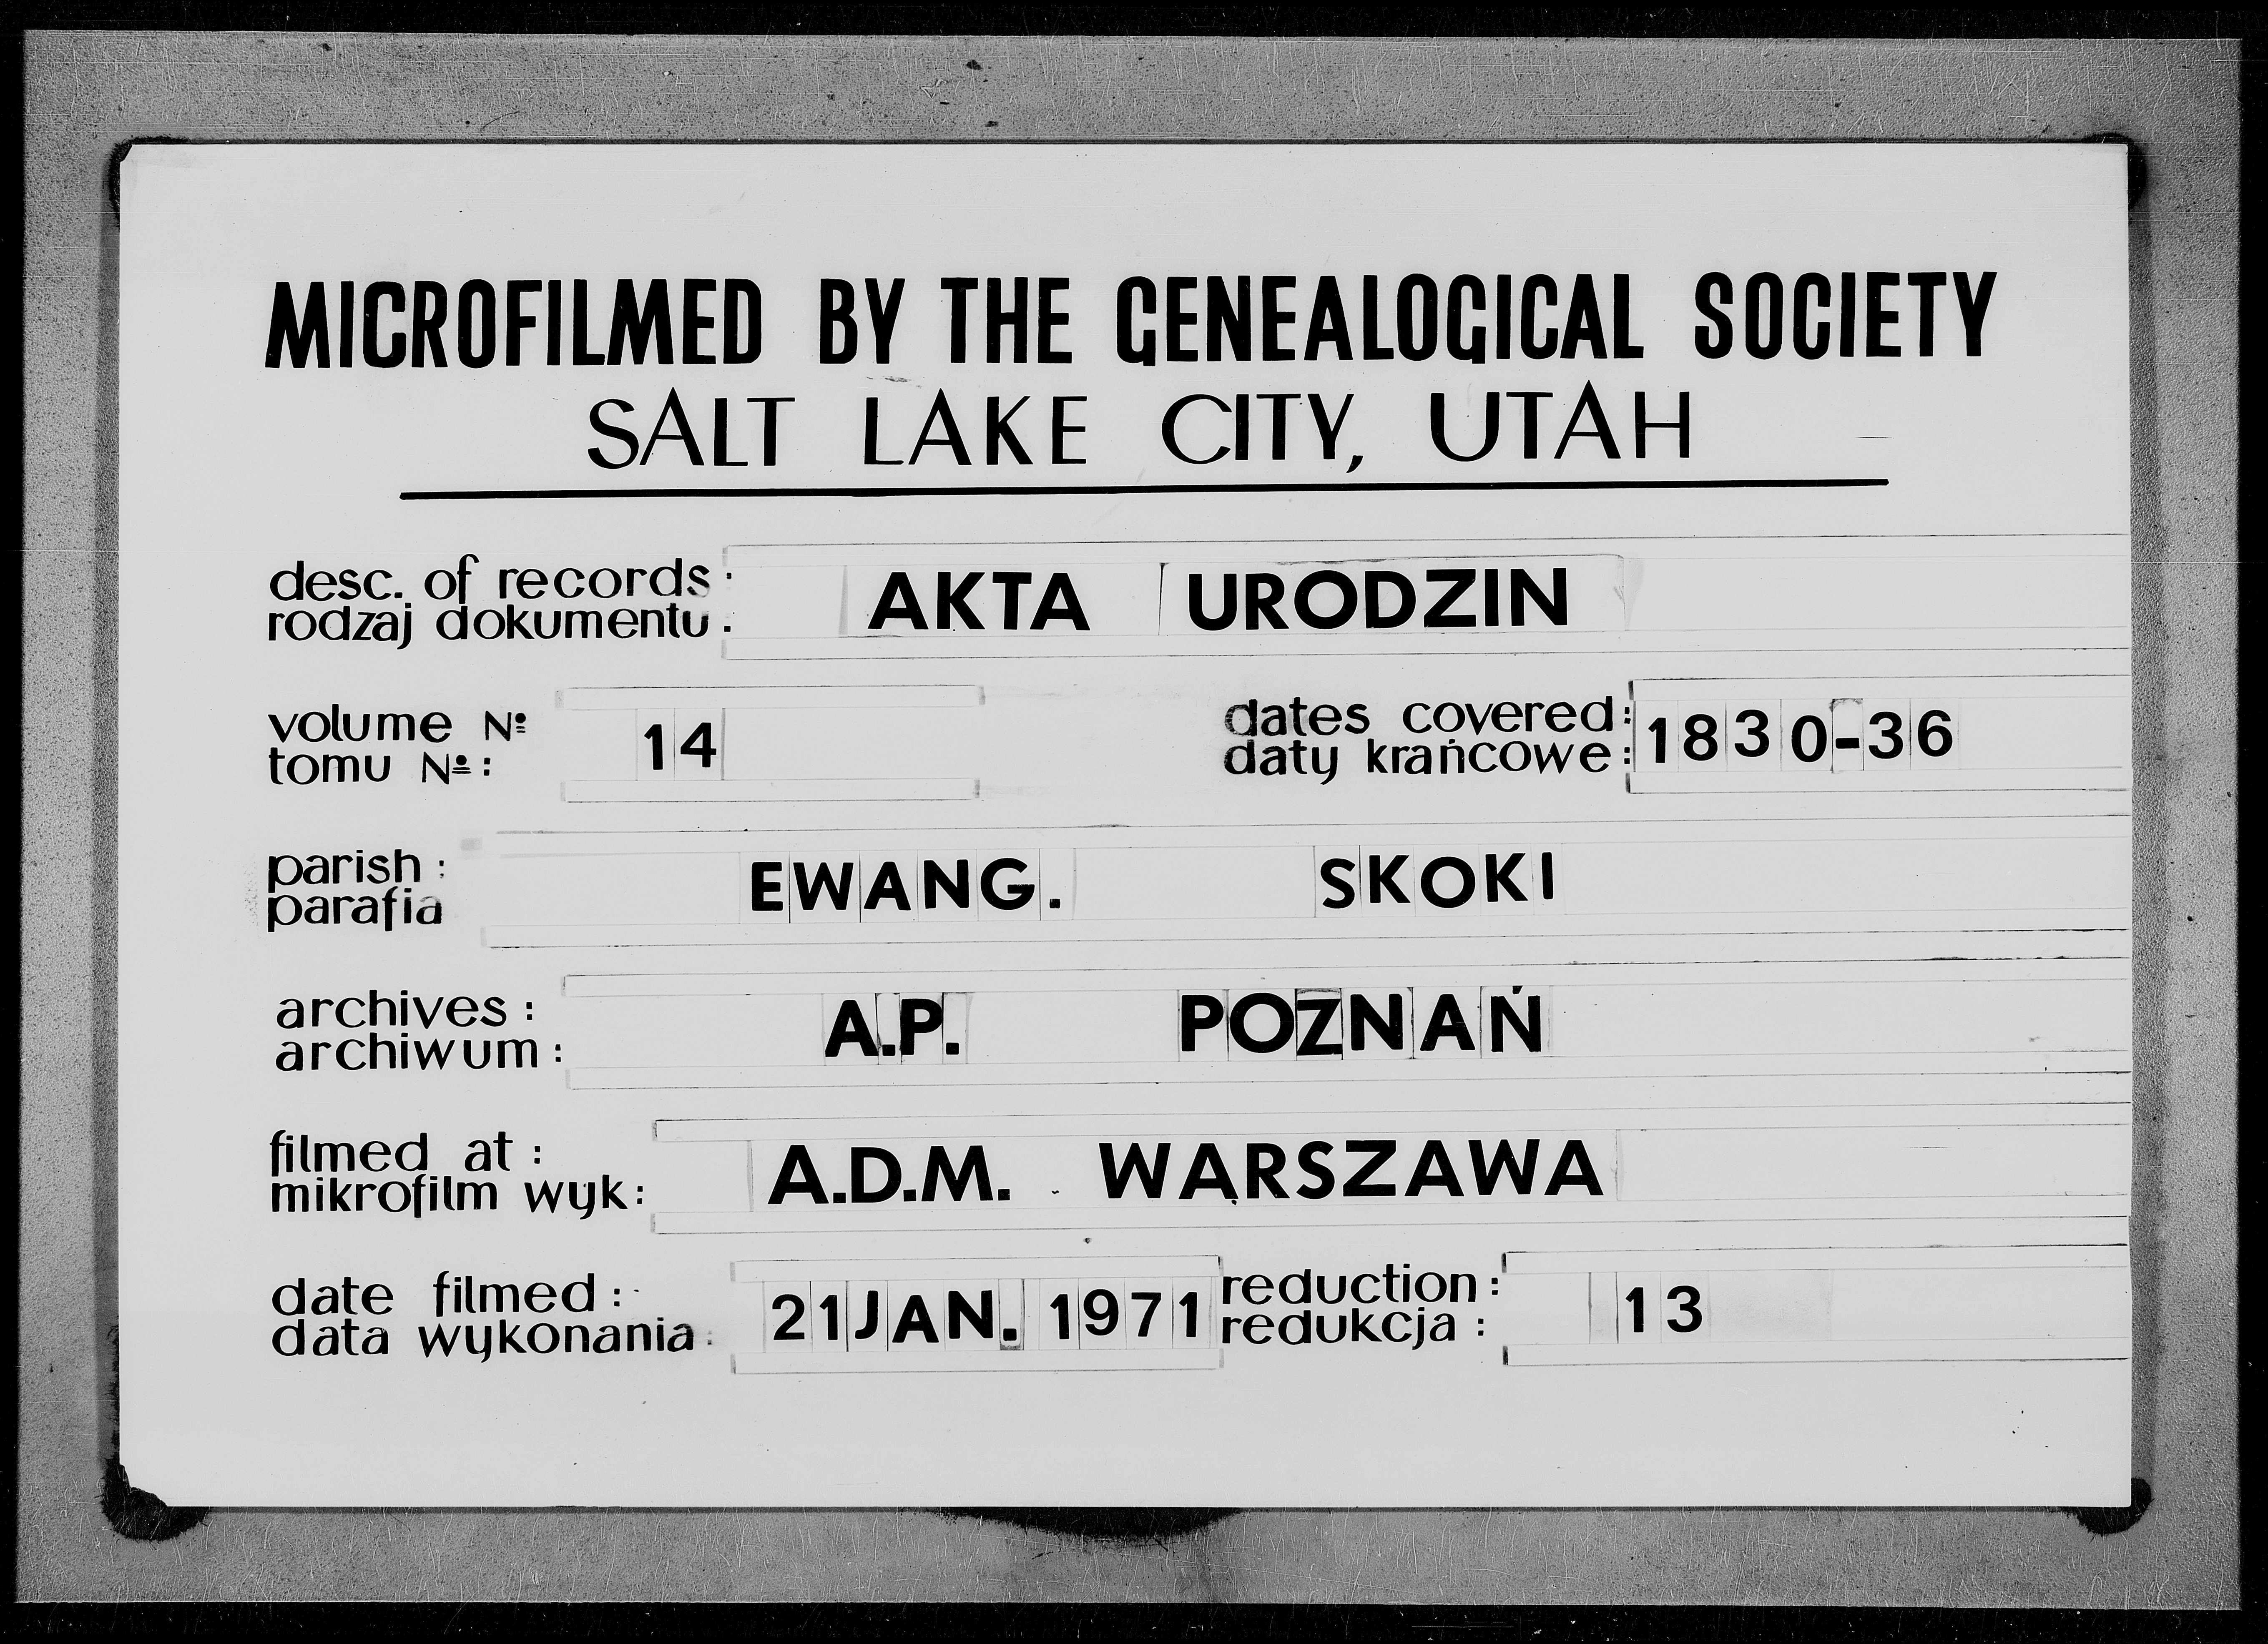 MICROFILMED BY THE GENEALOGICAL SOCIETY
SALT LAKE CITY, UTAH
desc. of records:
rodzaj dokumentu:
AKTA URODZIN
volume Nº
tomu Nº:
14
dates covered:
daty krańcowe:
1830-36
parish:
parafia
EWANG. SKOKI
archives:
archiwum:
A.P. POZNAŃ
filmed at:
mikrofilm wyk:
A.D.M. WARSZAWA
date filmed:
data wykonania:
21 JAN. 1971
reduction:
redukcja:
13